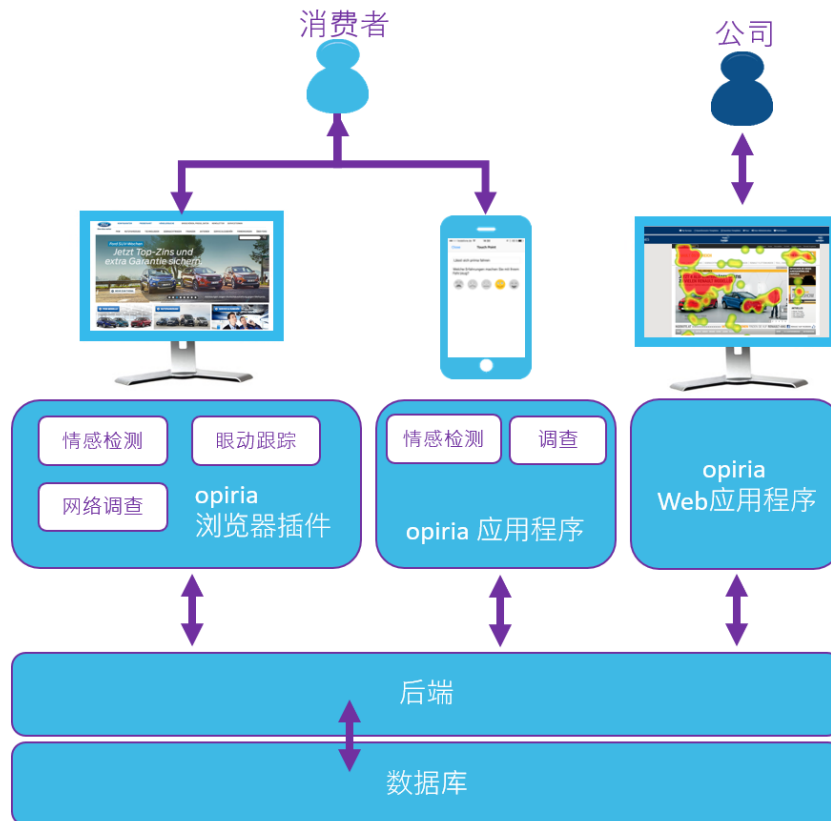 消费者
公司
Jetzt Top-Zins und
extra Garantie sichern.
Touch Point
情感检测
眼动跟踪
网络调查
opiria
浏览器插件
情感检测
调查
opiria 应用程序
opiria
Web应用程序
后端
数据库